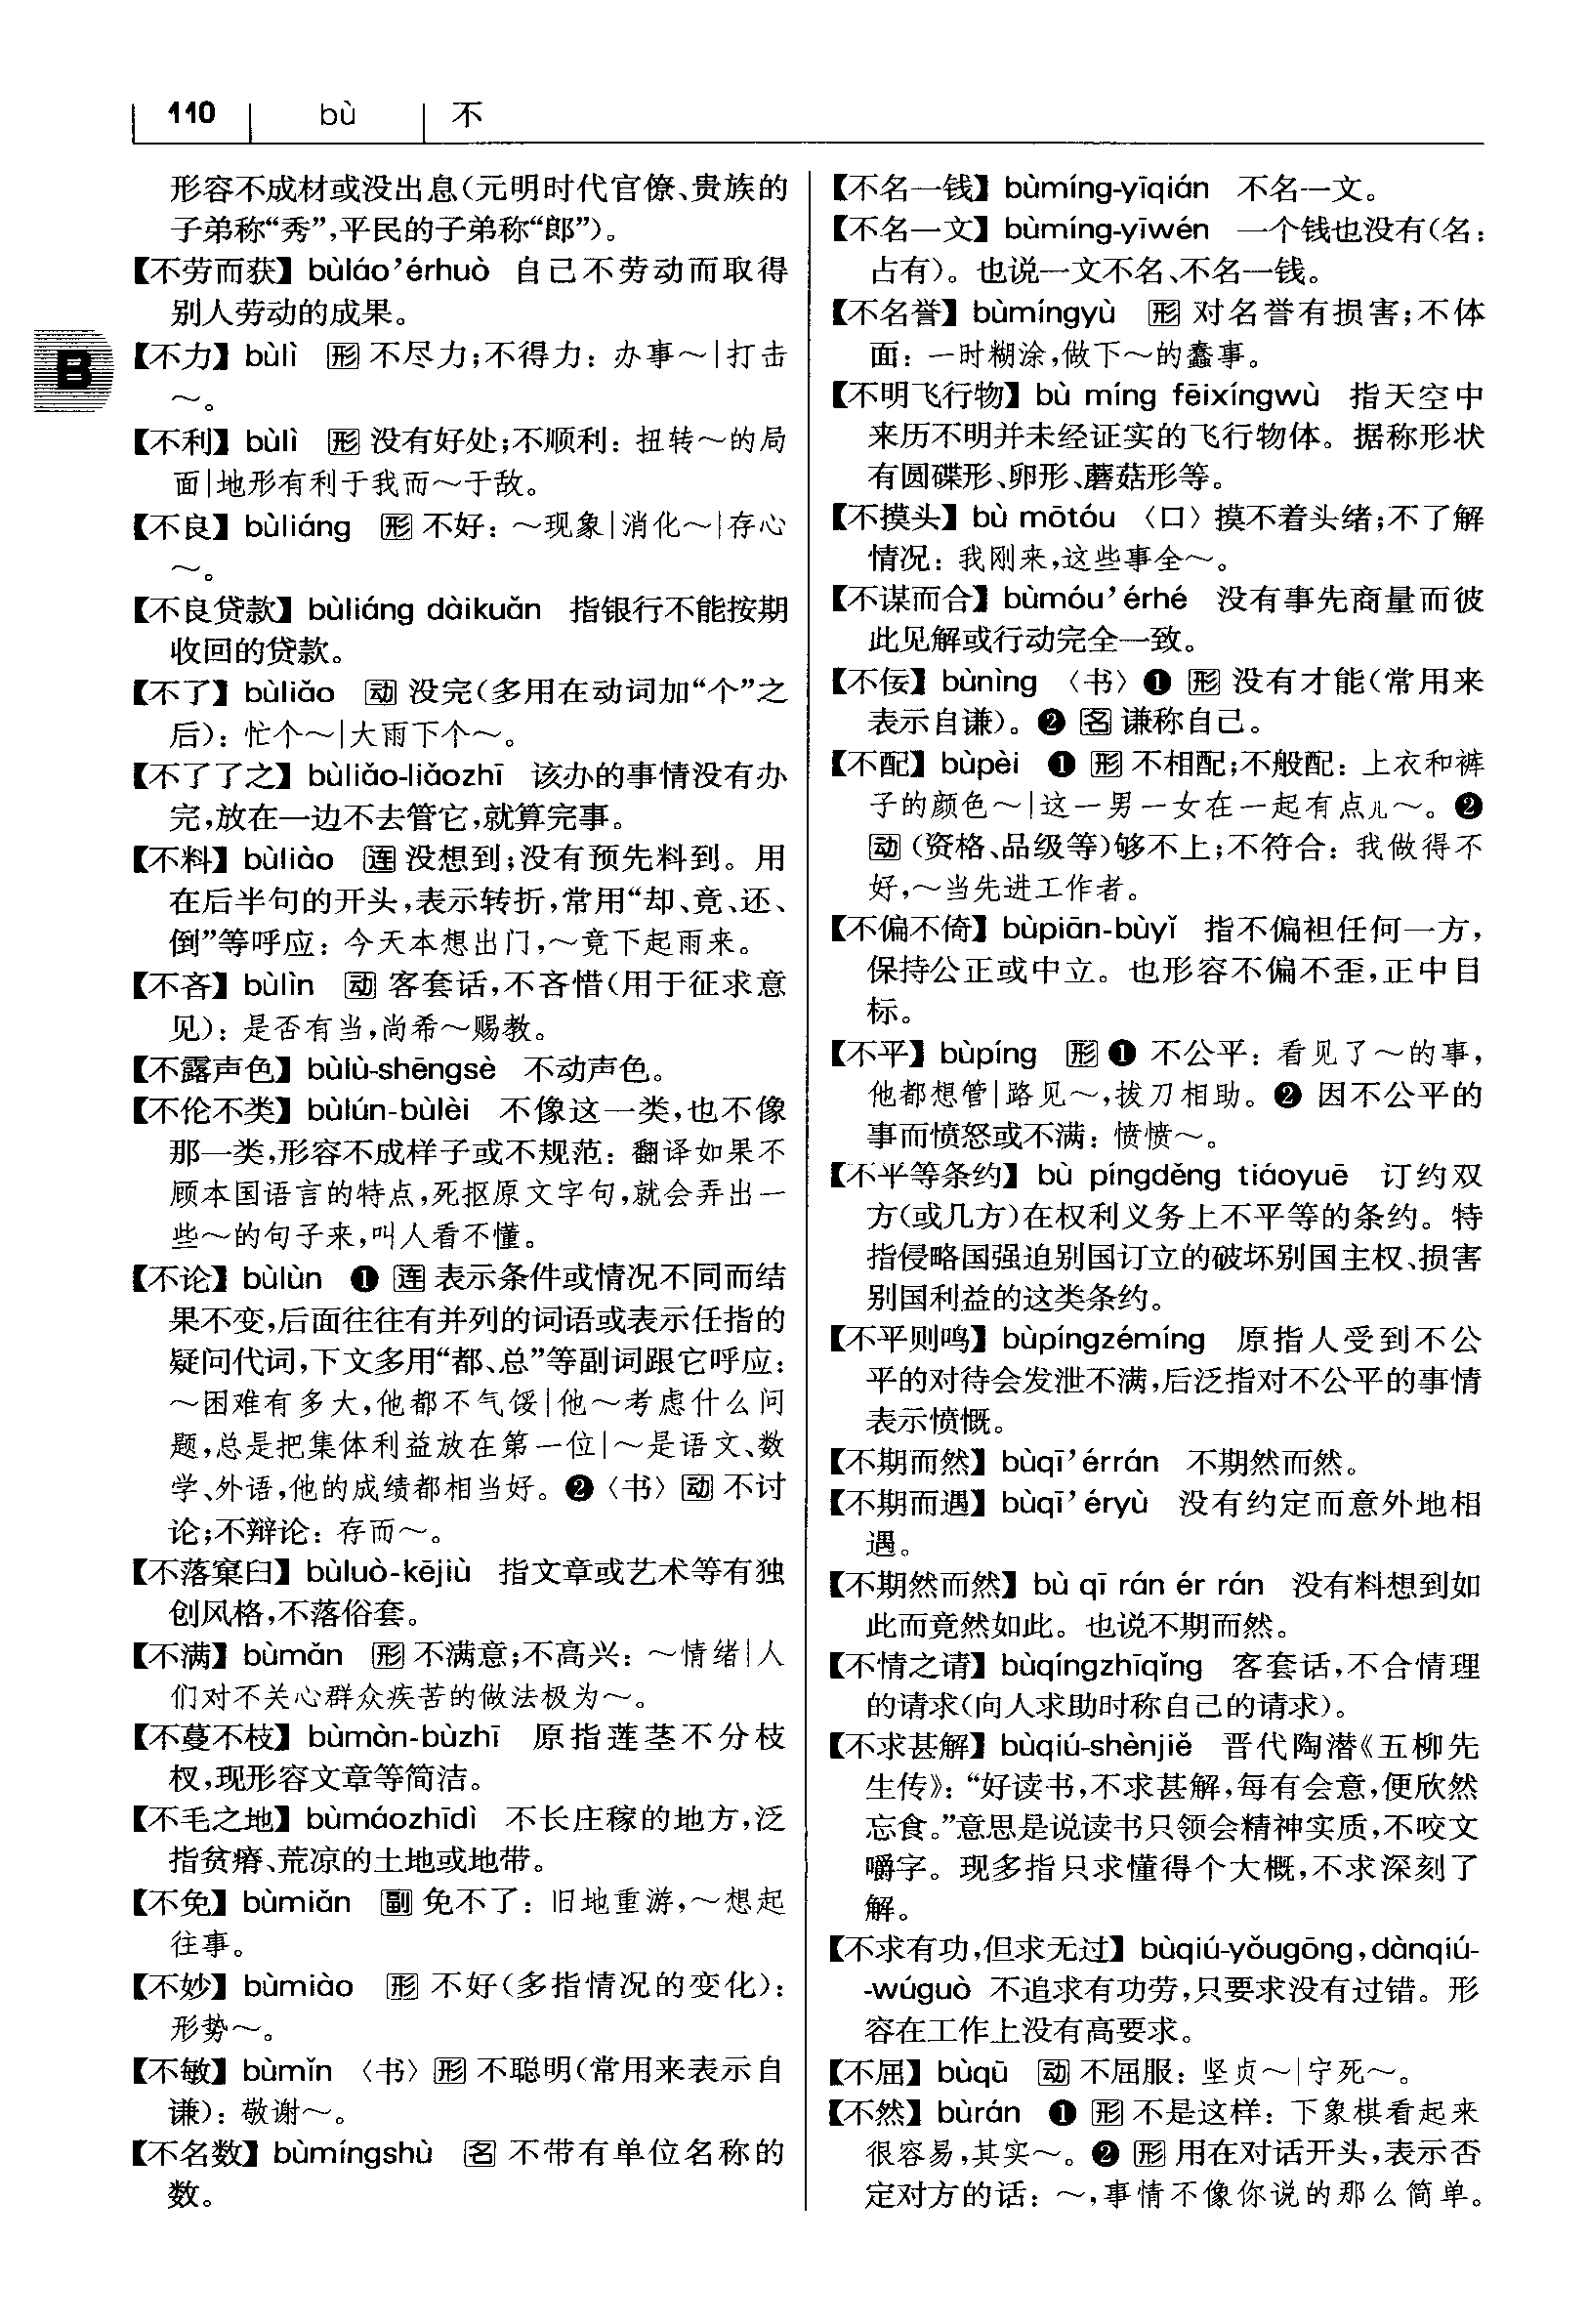 110 bù 不
形容不成材或没出息(元明时代官僚、贵族的
子弟称“秀”,平民的子弟称“郎”)。
【不劳而获】 bùláo’érhuò 自己不劳动而取得
别人劳动的成果。
B
【不力】 bùlì 形 不尽力;不得力: 办事～|打击
～。
【不利】 bùlì 形 没有好处;不顺利: 扭转～的局
面|地形有利于我而～于敌。
【不良】 bùliáng 形 不好: ～现象|消化～|存心
～。
【不良贷款】 bùliáng dàikuǎn 指银行不能按期
收回的贷款。
【不了】 bùliǎo 动 没完(多用在动词加“个”之
后): 忙个～|大雨下个～。
【不了了之】 bùliǎo-liǎozhī 该办的事情没有办
完,放在一边不去管它,就算完事。
【不料】 bùliào 连 没想到;没有预先料到。用
在后半句的开头,表示转折,常用“却、竟、还、
倒”等呼应: 今天本想出门,～竟下起雨来。
【不吝】 bùlìn 动 客套话,不吝惜(用于征求意
见): 是否有当,尚希～赐教。
【不露声色】 bùlù-shēngsè 不动声色。
【不伦不类】 bùlún-bùlèi 不像这一类,也不像
那一类,形容不成样子或不规范: 翻译如果不
顾本国语言的特点,死抠原文字句,就会弄出一
些～的句子来,叫人看不懂。
【不论】 bùlùn ❶ 连 表示条件或情况不同而结
果不变,后面往往有并列的词语或表示任指的
疑问代词,下文多用“都、总”等副词跟它呼应:
～困难有多大,他都不气馁|他～考虑什么问
题,总是把集体利益放在第一位|～是语文、数
学、外语,他的成绩都相当好。❷〈书〉动 不讨
论;不辩论: 存而～。
【不落窠臼】 bùluò-kējiù 指文章或艺术等有独
创风格,不落俗套。
【不满】 bùmǎn 形 不满意;不高兴: ～情绪|人
们对不关心群众疾苦的做法极为～。
【不蔓不枝】 bùmàn-bùzhī 原指莲茎不分枝
杈,现形容文章等简洁。
【不毛之地】 bùmáozhīdì 不长庄稼的地方,泛
指贫瘠、荒凉的土地或地带。
【不免】 bùmiǎn 副 免不了: 旧地重游,～想起
往事。
【不妙】 bùmiào 形 不好(多指情况的变化):
形势～。
【不敏】 bùmǐn 〈书〉形 不聪明(常用来表示自
谦): 敬谢～。
【不名数】 bùmíngshù 名 不带有单位名称的
数。
【不名一钱】 bùmíng-yīqián 不名一文。
【不名一文】 bùmíng-yīwén 一个钱也没有(名:
占有)。也说一文不名、不名一钱。
【不名誉】 bùmíngyù 形 对名誉有损害;不体
面: 一时糊涂,做下～的蠢事。
【不明飞行物】 bù míng fēixíngwù 指天空中
来历不明并未经证实的飞行物体。据称形状
有圆碟形、卵形、蘑菇形等。
【不摸头】 bù mōtóu 〈口〉摸不着头绪;不了解
情况: 我刚来,这些事全～。
【不谋而合】 bùmóu’érhé 没有事先商量而彼
此见解或行动完全一致。
【不佞】 bùnìng 〈书〉❶ 形 没有才能(常用来
表示自谦)。❷ 名 谦称自己。
【不配】 bùpèi ❶ 形 不相配;不般配: 上衣和裤
子的颜色～|这一男一女在一起有点儿～。❷
动 (资格、品级等)够不上;不符合: 我做得不
好,～当先进工作者。
【不偏不倚】 bùpiān-bùyǐ 指不偏袒任何一方,
保持公正或中立。也形容不偏不歪,正中目
标。
【不平】 bùpíng 形 ❶ 不公平: 看见了～的事,
他都想管|路见～,拔刀相助。❷ 因不公平的
事而愤怒或不满: 愤愤～。
【不平等条约】 bù píngděng tiáoyuē 订约双
方(或几方)在权利义务上不平等的条约。特
指侵略国强迫别国订立的破坏别国主权、损害
别国利益的这类条约。
【不平则鸣】 bùpíngzémíng 原指人受到不公
平的对待会发泄不满,后泛指对不公平的事情
表示愤慨。
【不期而然】 bùqī’érrán 不期然而然。
【不期而遇】 bùqī’éryù 没有约定而意外地相
遇。
【不期然而然】 bù qī rán ér rán 没有料想到如
此而竟然如此。也说不期而然。
【不情之请】 bùqíngzhīqǐng 客套话,不合情理
的请求(向人求助时称自己的请求)。
【不求甚解】 bùqiú-shènjiě 晋代陶潜《五柳先
生传》: “好读书,不求甚解,每有会意,便欣然
忘食。”意思是说读书只领会精神实质,不咬文
嚼字。现多指只求懂得个大概,不求深刻了
解。
【不求有功,但求无过】 bùqiú-yǒugōng,dànqiú-
-wúguò 不追求有功劳,只要求没有过错。形
容在工作上没有高要求。
【不屈】 bùqū 动 不屈服: 坚贞～|宁死～。
【不然】 bùrán ❶ 形 不是这样: 下象棋看起来
很容易,其实～。❷ 形 用在对话开头,表示否
定对方的话: ～,事情不像你说的那么简单。